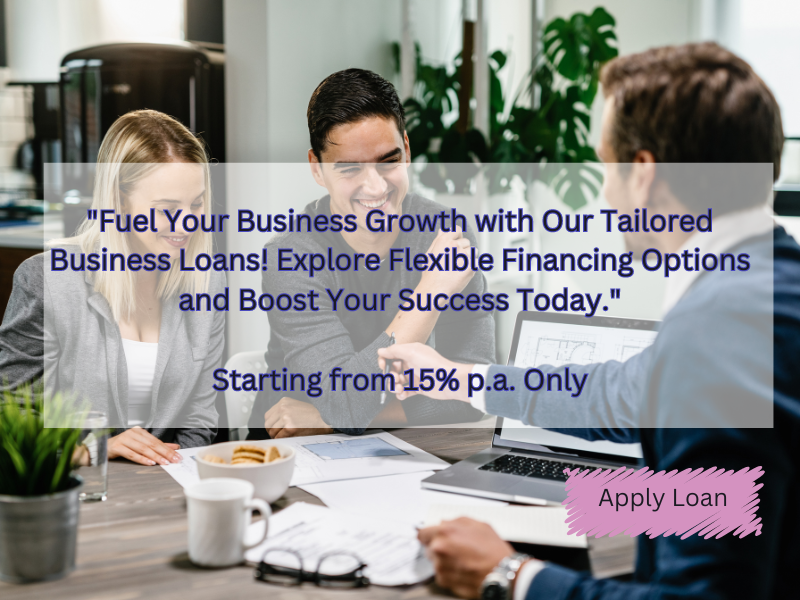 "Fuel Your Business Growth with Our Tailored
Business Loans! Explore Flexible Financing Options
and Boost Your Success Today."
Starting from 15% p.a. Only
Apply Loan